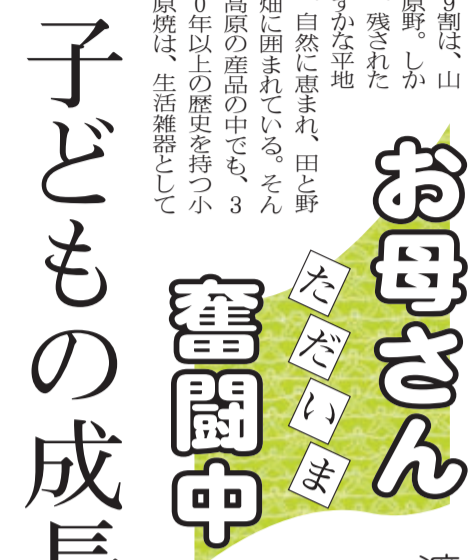 9割は、山
原野。しか
、残された
ずかな平地
、自然に恵まれ、田と野
畑に囲まれている。そん
高原の産品の中でも、3
0年以上の歴史を持つ小
原焼は、生活雑器として
お母さん
ただいま
奮闘中
子どもの成長